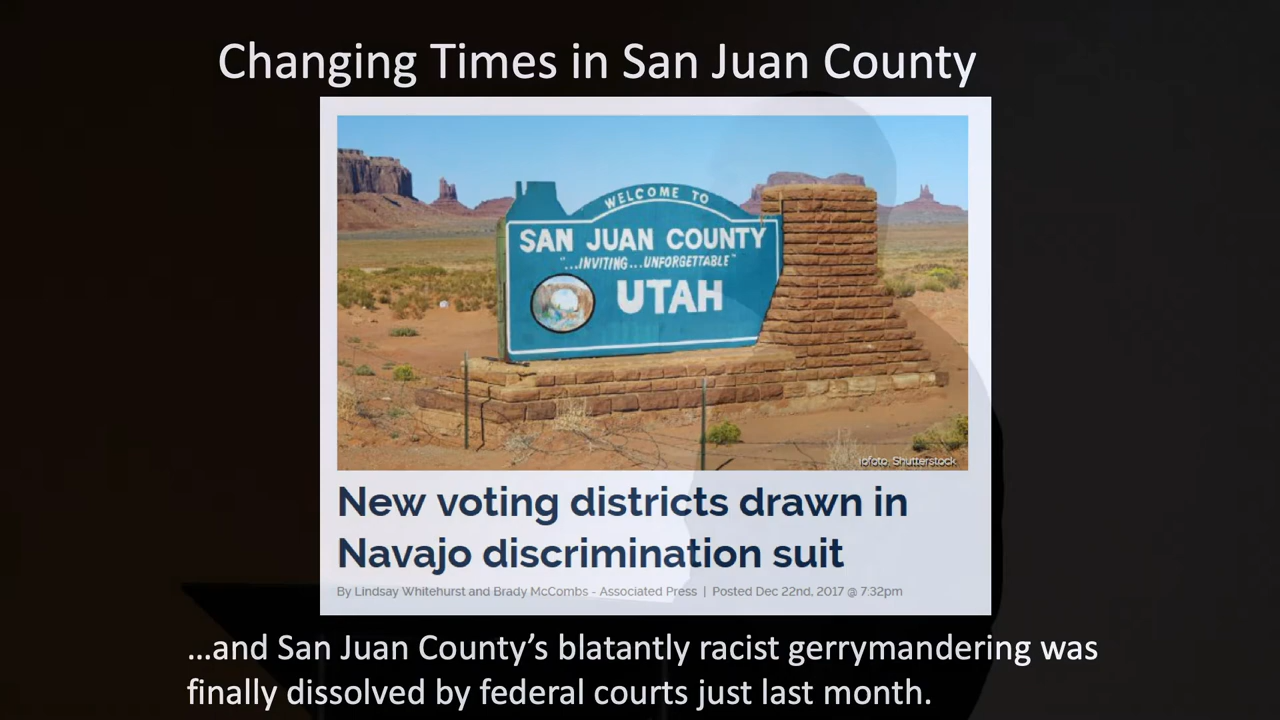 Changing Times in San Juan County
WELCOME TO
SAN JUAN COUNTY
"...INVITING...UNFORGETTABLE"
UTAH
iofoto, Shutterstock
New voting districts drawn in
Navajo discrimination suit
By Lindsay Whitehurst and Brady McCombs - Associated Press | Posted Dec 22nd, 2017 @ 7:32pm
...and San Juan County's blatantly racist gerrymandering was
finally dissolved by federal courts just last month.